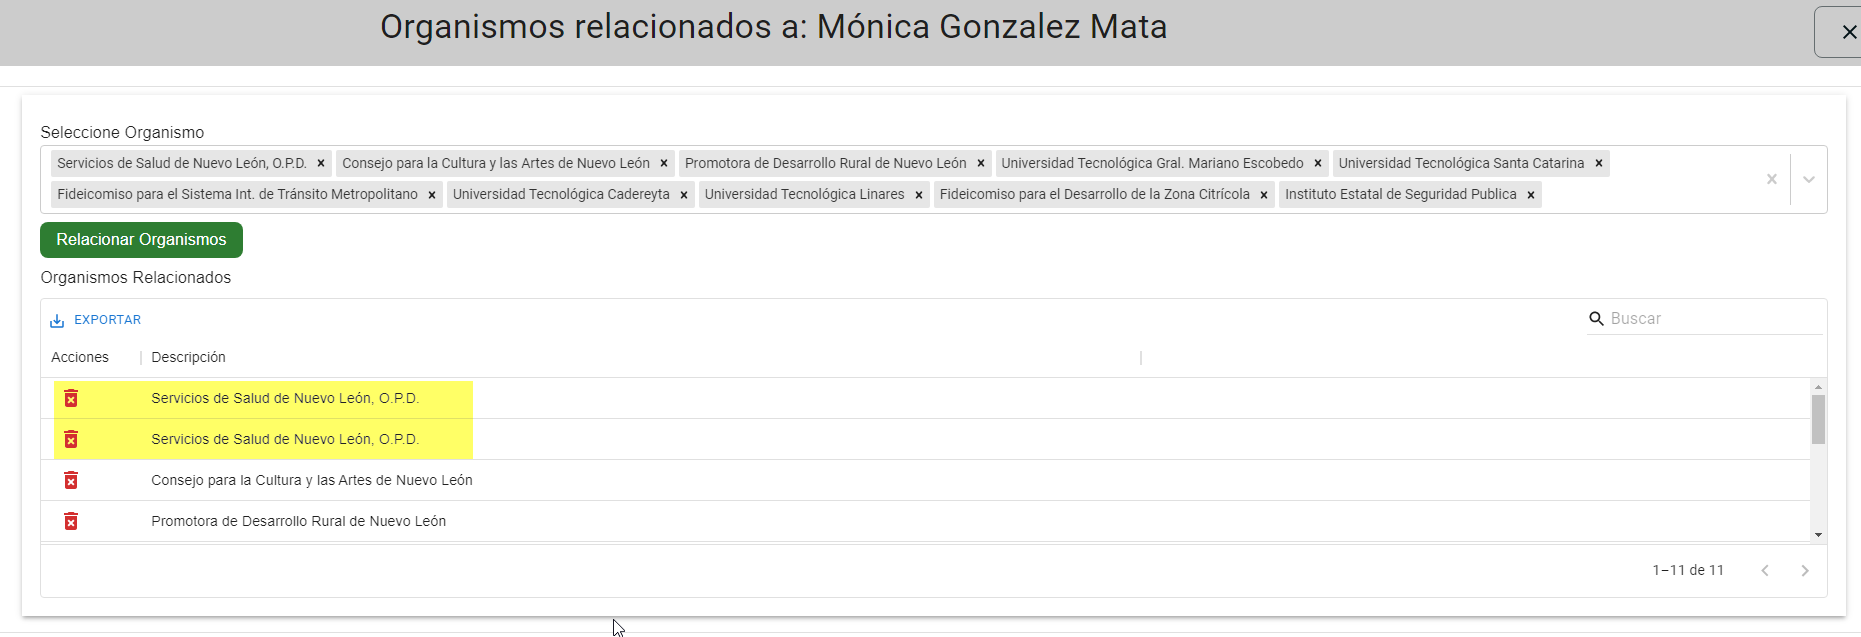 Organismos relacionados a: Mónica Gonzalez Mata
Seleccione Organismo
Servicios de Salud de Nuevo León, O.P.D. × Consejo para la Cultura y las Artes de Nuevo León × Promotora de Desarrollo Rural de Nuevo León × Universidad Tecnológica Gral. Mariano Escobedo × Universidad Tecnológica Santa Catarina ×
Fideicomiso para el Sistema Int. de Tránsito Metropolitano × Universidad Tecnológica Cadereyta × Universidad Tecnológica Linares × Fideicomiso para el Desarrollo de la Zona Citrícola × Instituto Estatal de Seguridad Publica ×
Relacionar Organismos
Organismos Relacionados
EXPORTAR Buscar
Acciones Descripción
Servicios de Salud de Nuevo León, O.P.D.
Servicios de Salud de Nuevo León, O.P.D.
Consejo para la Cultura y las Artes de Nuevo León
Promotora de Desarrollo Rural de Nuevo León
1–11 de 11